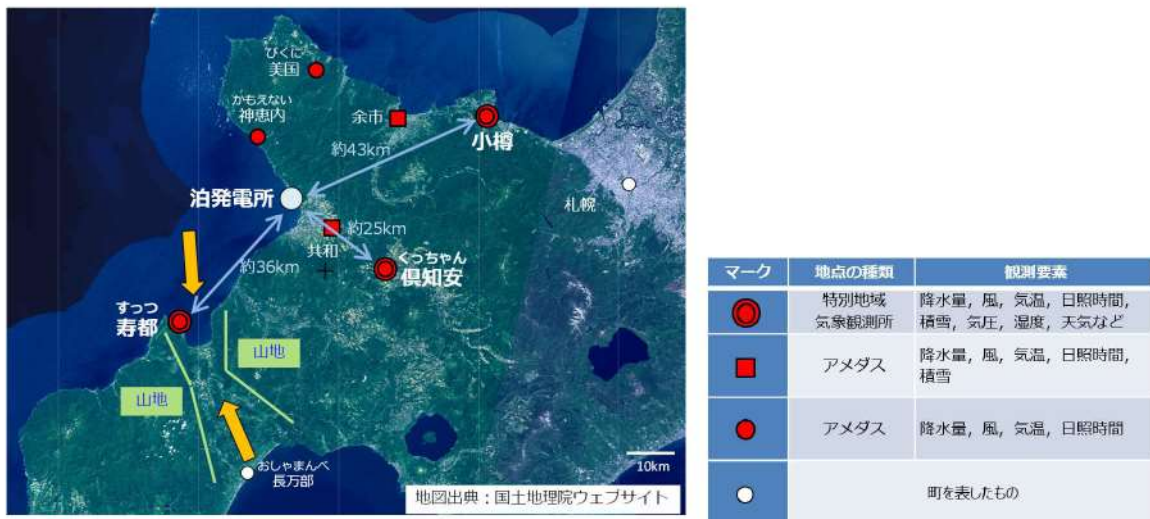 びくに
美国
かもえない
神恵内
余市
小樽
約43km
泊発電所
札幌
約25km
共和
くっちゃん
倶知安
約36km
すっつ
寿都
山地
山地
おしゃまんべ
長万部
10km
地図出典：国土地理院ウェブサイト
マーク 地点の種類 観測要素
特別地域
気象観測所
降水量，風，気温，日照時間，
積雪，気圧，湿度，天気など
アメダス
降水量，風，気温，日照時間，
積雪
アメダス
降水量，風，気温，日照時間
町を表したもの